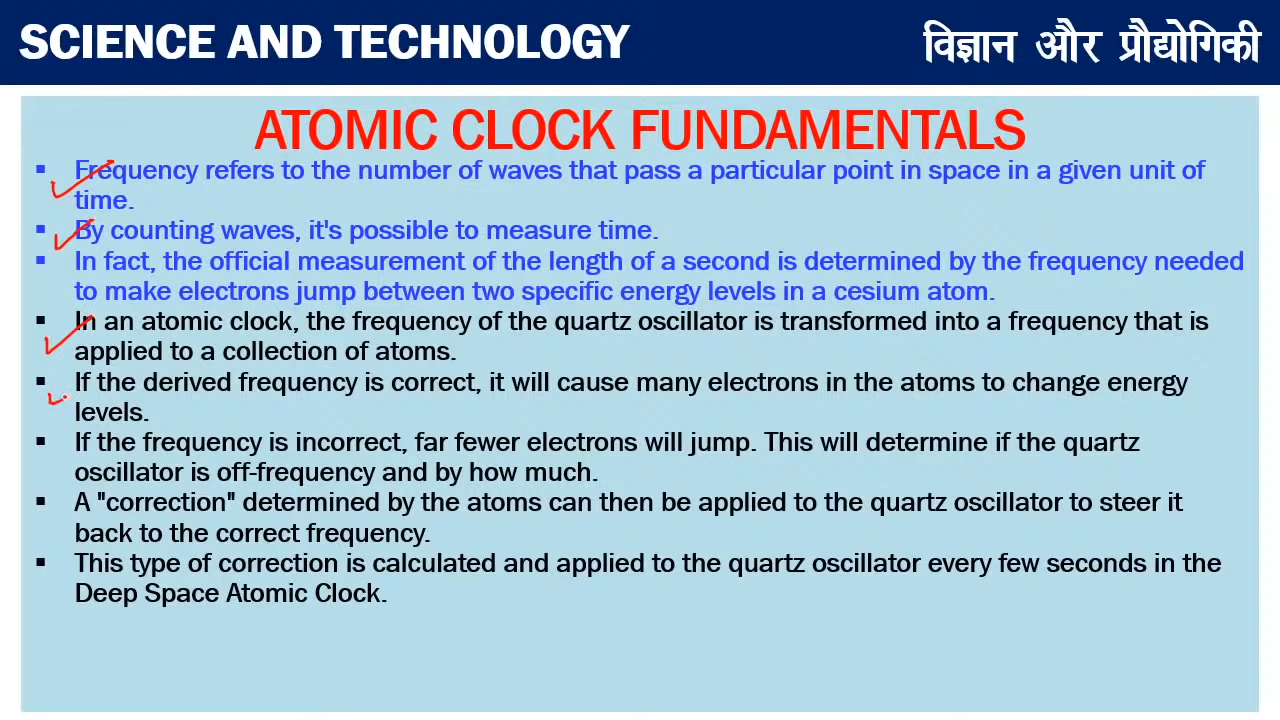 SCIENCE AND TECHNOLOGY
विज्ञान और प्रौद्योगिकी
ATOMIC CLOCK FUNDAMENTALS
▪ Frequency refers to the number of waves that pass a particular point in space in a given unit of
time.
▪ By counting waves, it's possible to measure time.
▪ In fact, the official measurement of the length of a second is determined by the frequency needed
to make electrons jump between two specific energy levels in a cesium atom.
▪ In an atomic clock, the frequency of the quartz oscillator is transformed into a frequency that is
applied to a collection of atoms.
▪ If the derived frequency is correct, it will cause many electrons in the atoms to change energy
levels.
▪ If the frequency is incorrect, far fewer electrons will jump. This will determine if the quartz
oscillator is off-frequency and by how much.
▪ A "correction" determined by the atoms can then be applied to the quartz oscillator to steer it
back to the correct frequency.
▪ This type of correction is calculated and applied to the quartz oscillator every few seconds in the
Deep Space Atomic Clock.